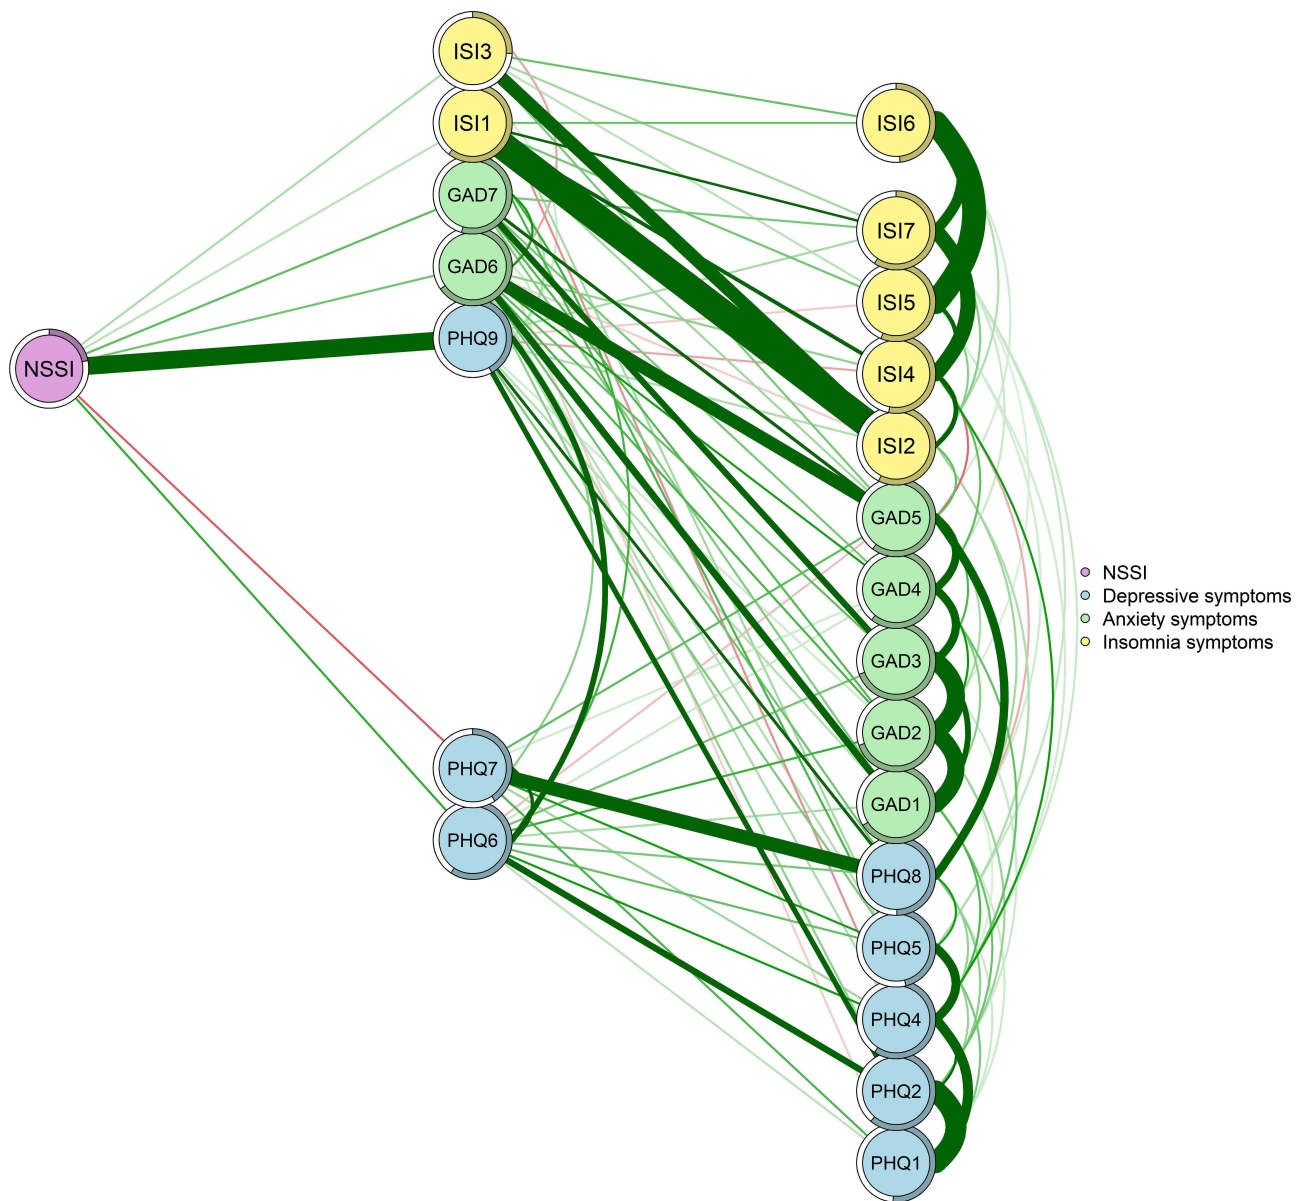 ISI3
ISI1
GAD7
GAD6
PHQ9
NSSI
PHQ7
PHQ6
ISI6
ISI7
ISI5
ISI4
ISI2
GAD5
GAD4
GAD3
GAD2
GAD1
PHQ8
PHQ5
PHQ4
PHQ2
PHQ1
NSSI
Depressive symptoms
Anxiety symptoms
Insomnia symptoms